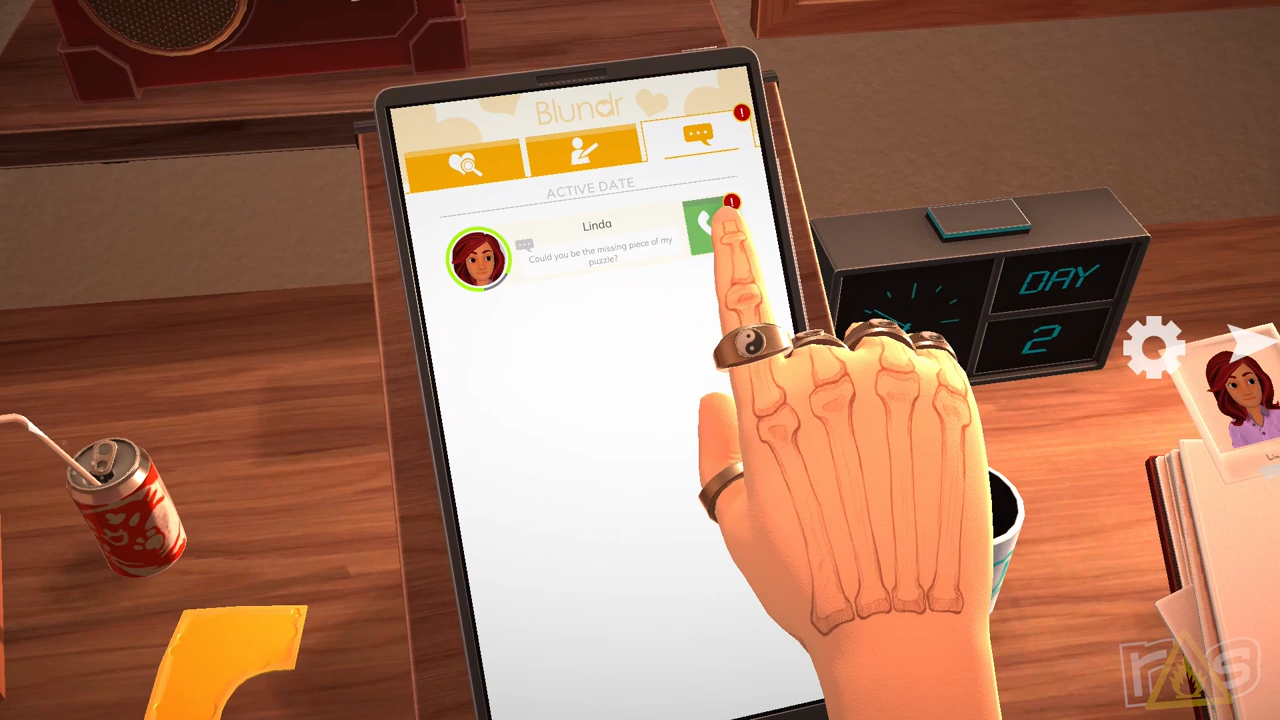 Blundr
ACTIVE DATE
Linda
Could you be the missing piece of my
puzzle?
DAY
2